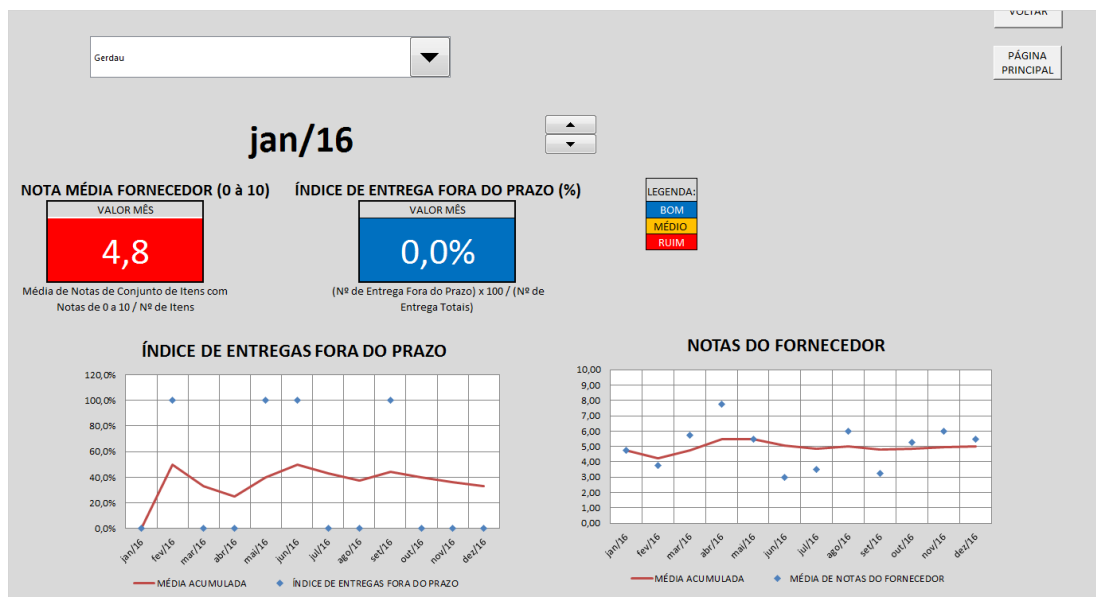 VOLTAR
Gerdau
PÁGINA
PRINCIPAL
jan/16
NOTA MÉDIA FORNECEDOR (0 à 10)
VALOR MÊS
4,8
Média de Notas de Conjunto de Itens com
Notas de 0 a 10 / Nº de Itens
ÍNDICE DE ENTREGA FORA DO PRAZO (%)
VALOR MÊS
0,0%
(Nº de Entrega Fora do Prazo) x 100 / (Nº de
Entrega Totais)
LEGENDA:
BOM
MÉDIO
RUIM
ÍNDICE DE ENTREGAS FORA DO PRAZO
120,0%
100,0%
80,0%
60,0%
40,0%
20,0%
0,0%
jan/16
fev/16
mar/16
abr/16
mai/16
jun/16
jul/16
ago/16
set/16
out/16
nov/16
dez/16
MÉDIA ACUMULADA
ÍNDICE DE ENTREGAS FORA DO PRAZO
NOTAS DO FORNECEDOR
10,00
9,00
8,00
7,00
6,00
5,00
4,00
3,00
2,00
1,00
0,00
jan/16
fev/16
mar/16
abr/16
mai/16
jun/16
jul/16
ago/16
set/16
out/16
nov/16
dez/16
MÉDIA ACUMULADA
MÉDIA DE NOTAS DO FORNECEDOR